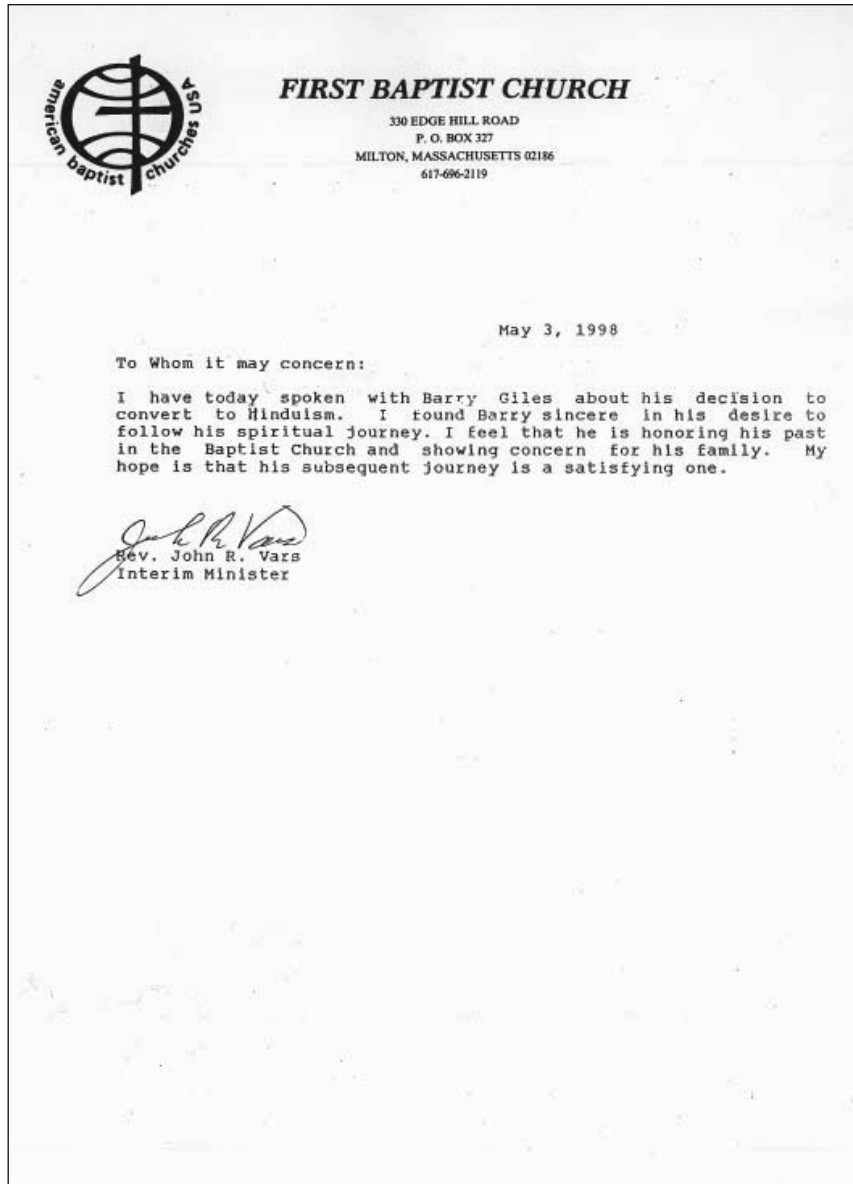 american baptist churches USA
FIRST BAPTIST CHURCH
330 EDGE HILL ROAD
P. O. BOX 327
MILTON, MASSACHUSETTS 02186
617-696-2119
May 3, 1998
To Whom it may concern:
I have today spoken with Barry Giles about his decision to
convert to Hinduism. I found Barry sincere in his desire to
follow his spiritual journey. I feel that he is honoring his past
in the Baptist Church and showing concern for his family. My
hope is that his subsequent journey is a satisfying one.
John R Vars
Rev. John R. Vars
Interim Minister